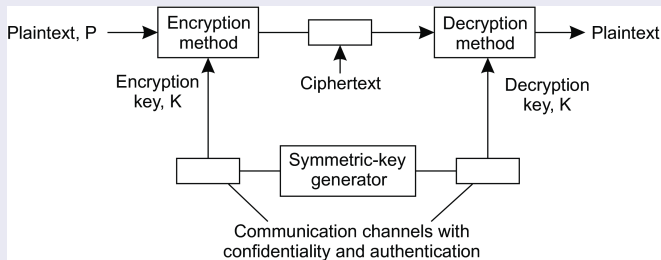 Plaintext, P
Encryption
method
Decryption
method
Plaintext
Encryption
key, K
Ciphertext
Decryption
key, K
Symmetric-key
generator
Communication channels with
confidentiality and authentication